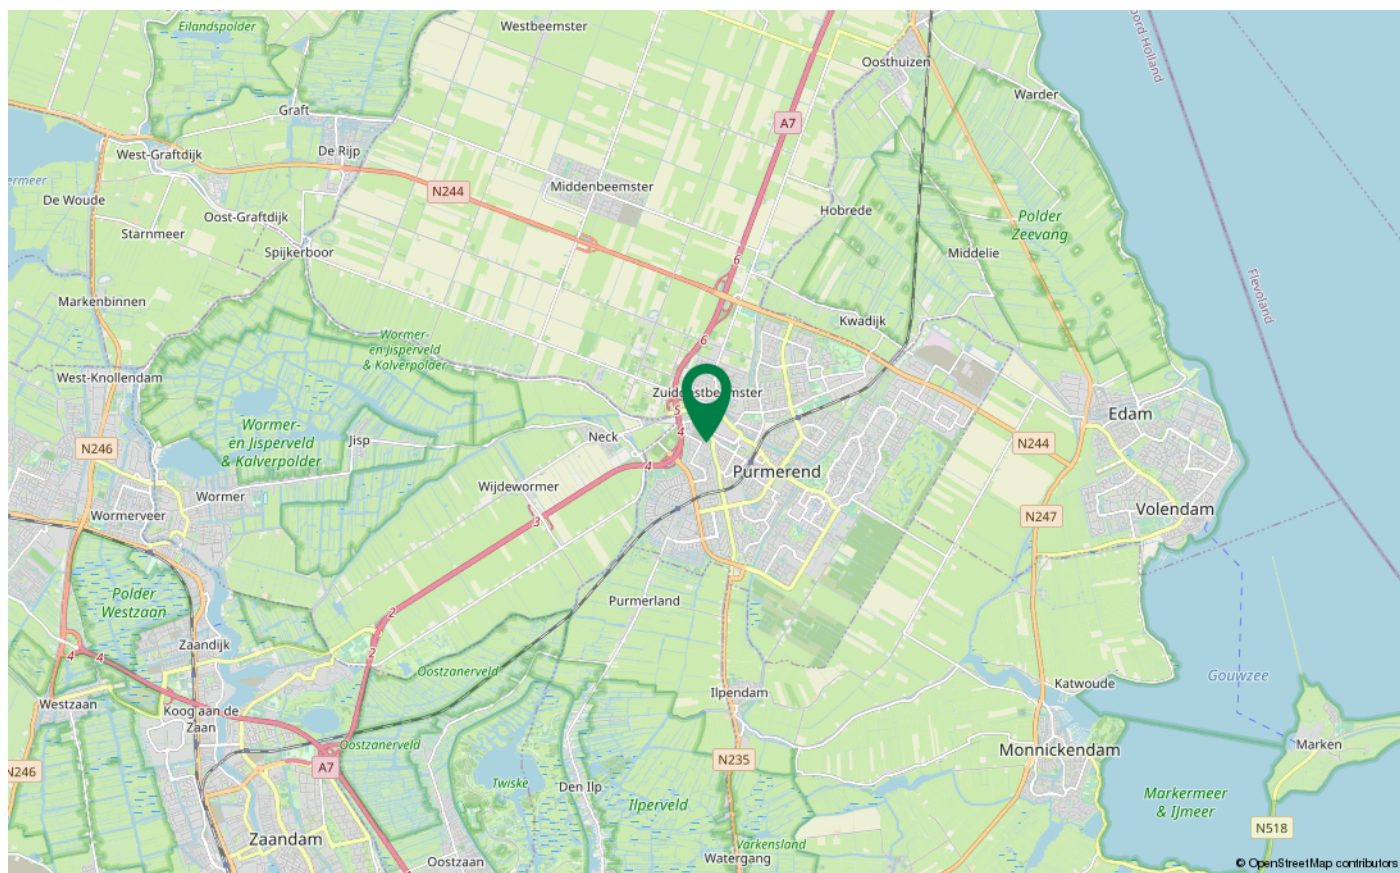 Eilandspolder
Westbeemster
Oosthuizen
oord-Holland
Warder
Graft
A7
West-Graftdijk
De Rijp
ermeer
De Woude
N244
Middenbeemster
Oost-Graftdijk
Starnmeer
Hobrede
Polder
Zeevang
Spijkerboor
Middelie
6
Markenbinnen
Flevoland
Kwadijk
Wormer-
en Jisperveld
& Kalverpolder
6
West-Knollendam
Zuidoostbeemster
5
Edam
4
Wormer-
en Jisperveld
& Kalverpolder
Jisp
Neck
N244
N246
4
Purmerend
Wijdewormer
Wormer
Wormerveer
3
N247
Volendam
Polder
Westzaan
Purmerland
2
Zaandijk
2
4
4
Oostzanerveld
Gouwzee
Katwoude
Ilpendam
Westzaan
Koog aan de
Zaan
Oostzanerveld
Monnickendam
Marken
N235
A7
N246
Twiske
Den Ilp
Ilperveld
Markermeer
& IJmeer
N518
Zaandam
Varkensland
Oostzaan
Watergang
© OpenStreetMap contributors